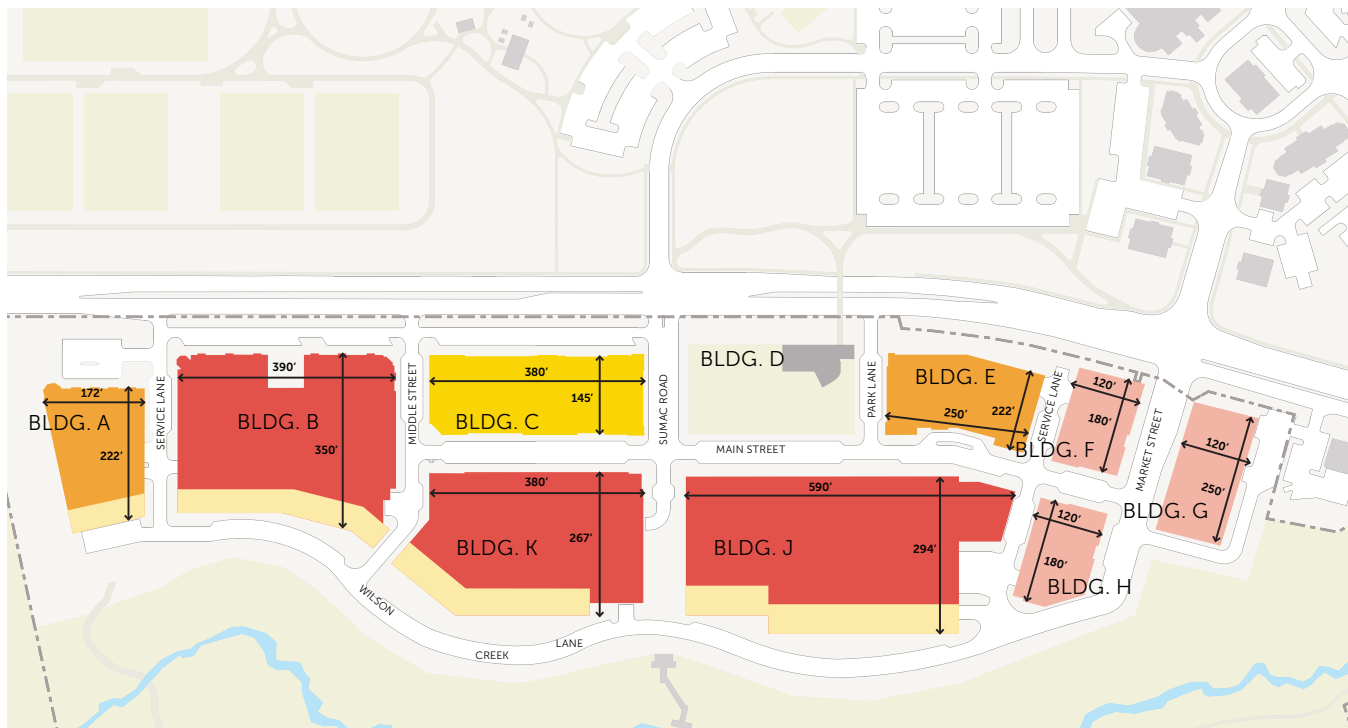 BLDG. A
172'
222'
SERVICE LANE
BLDG. B
390'
350'
MIDDLE STREET
BLDG. C
380'
145'
SUMAC ROAD
BLDG. D
PARK LANE
MAIN STREET
BLDG. E
250'
222'
SERVICE LANE
BLDG. F
120'
180'
MARKET STREET
BLDG. G
120'
250'
BLDG. K
380'
267'
BLDG. J
590'
294'
BLDG. H
120'
180'
WILSON
CREEK
LANE